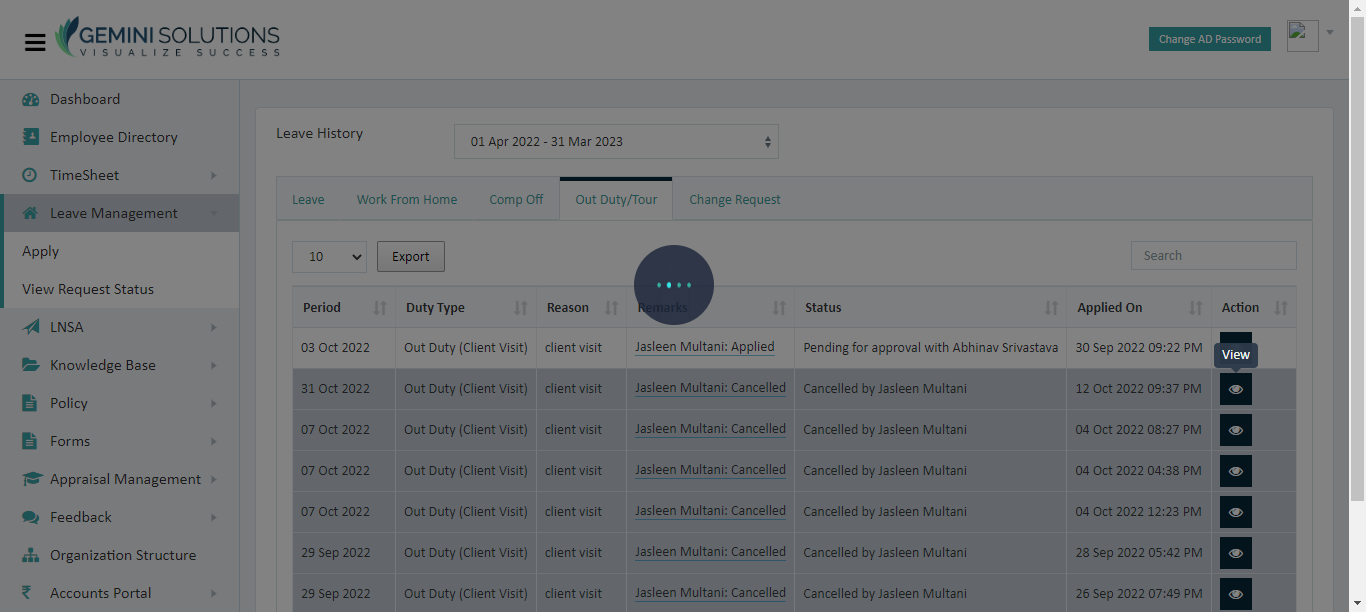 GEMINI SOLUTIONS
VISUALIZE SUCCESS
Change AD Password
Dashboard
Employee Directory
TimeSheet
Leave Management
Apply
View Request Status
LNSA
Knowledge Base
Policy
Forms
Appraisal Management
Feedback
Organization Structure
Accounts Portal
Leave History
01 Apr 2022 - 31 Mar 2023
Leave Work From Home Comp Off Out Duty/Tour Change Request
10 Export Search
Period Duty Type Reason Remarks Status Applied On Action
03 Oct 2022 Out Duty (Client Visit) client visit Jasleen Multani: Applied Pending for approval with Abhinav Srivastava 30 Sep 2022 09:22 PM
View
31 Oct 2022 Out Duty (Client Visit) client visit Jasleen Multani: Cancelled Cancelled by Jasleen Multani 12 Oct 2022 09:37 PM
07 Oct 2022 Out Duty (Client Visit) client visit Jasleen Multani: Cancelled Cancelled by Jasleen Multani 04 Oct 2022 08:27 PM
07 Oct 2022 Out Duty (Client Visit) client visit Jasleen Multani: Cancelled Cancelled by Jasleen Multani 04 Oct 2022 04:38 PM
07 Oct 2022 Out Duty (Client Visit) client visit Jasleen Multani: Cancelled Cancelled by Jasleen Multani 04 Oct 2022 12:23 PM
29 Sep 2022 Out Duty (Client Visit) client visit Jasleen Multani: Cancelled Cancelled by Jasleen Multani 28 Sep 2022 05:42 PM
29 Sep 2022 Out Duty (Client Visit) client visit Jasleen Multani: Cancelled Cancelled by Jasleen Multani 26 Sep 2022 07:49 PM